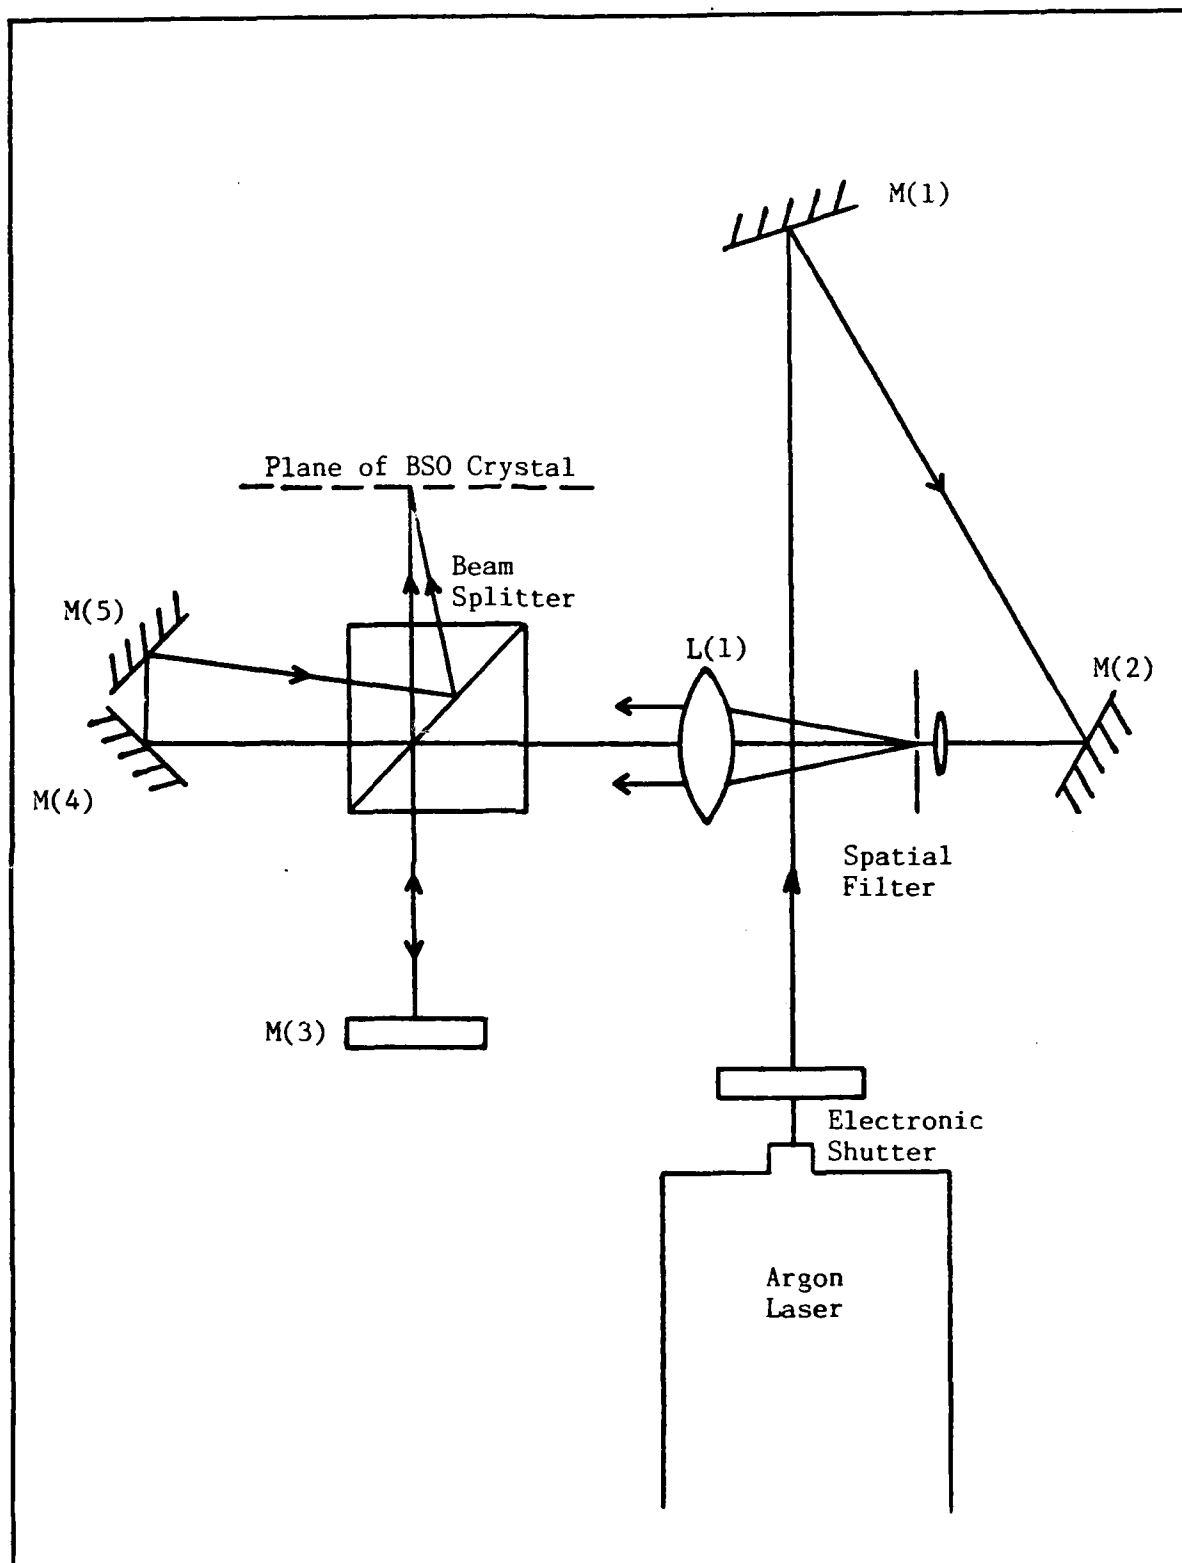 M(1)
Plane of BSO Crystal
Beam
Splitter
M(5)
L(1)
M(2)
M(4)
Spatial
Filter
M(3)
Electronic
Shutter
Argon
Laser